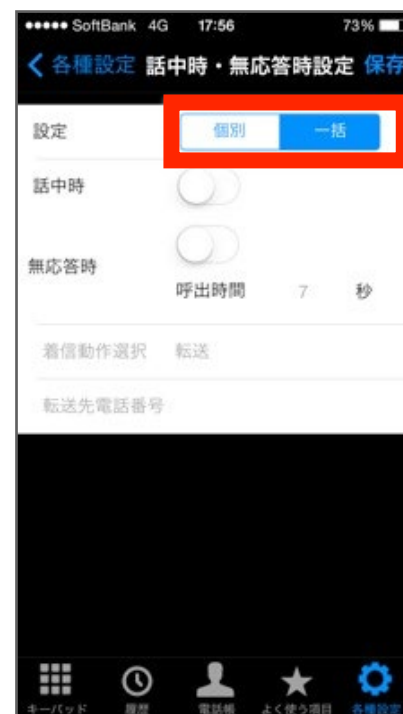 ●●●●● SoftBank 4G 17:56 73%
各種設定 話中時・無応答時設定 保存
設定 個別 一括
話中時
無応答時
呼出時間 7 秒
着信動作選択 転送
転送先電話番号
キーパッド 履歴 電話帳 よく使う項目 各種設定